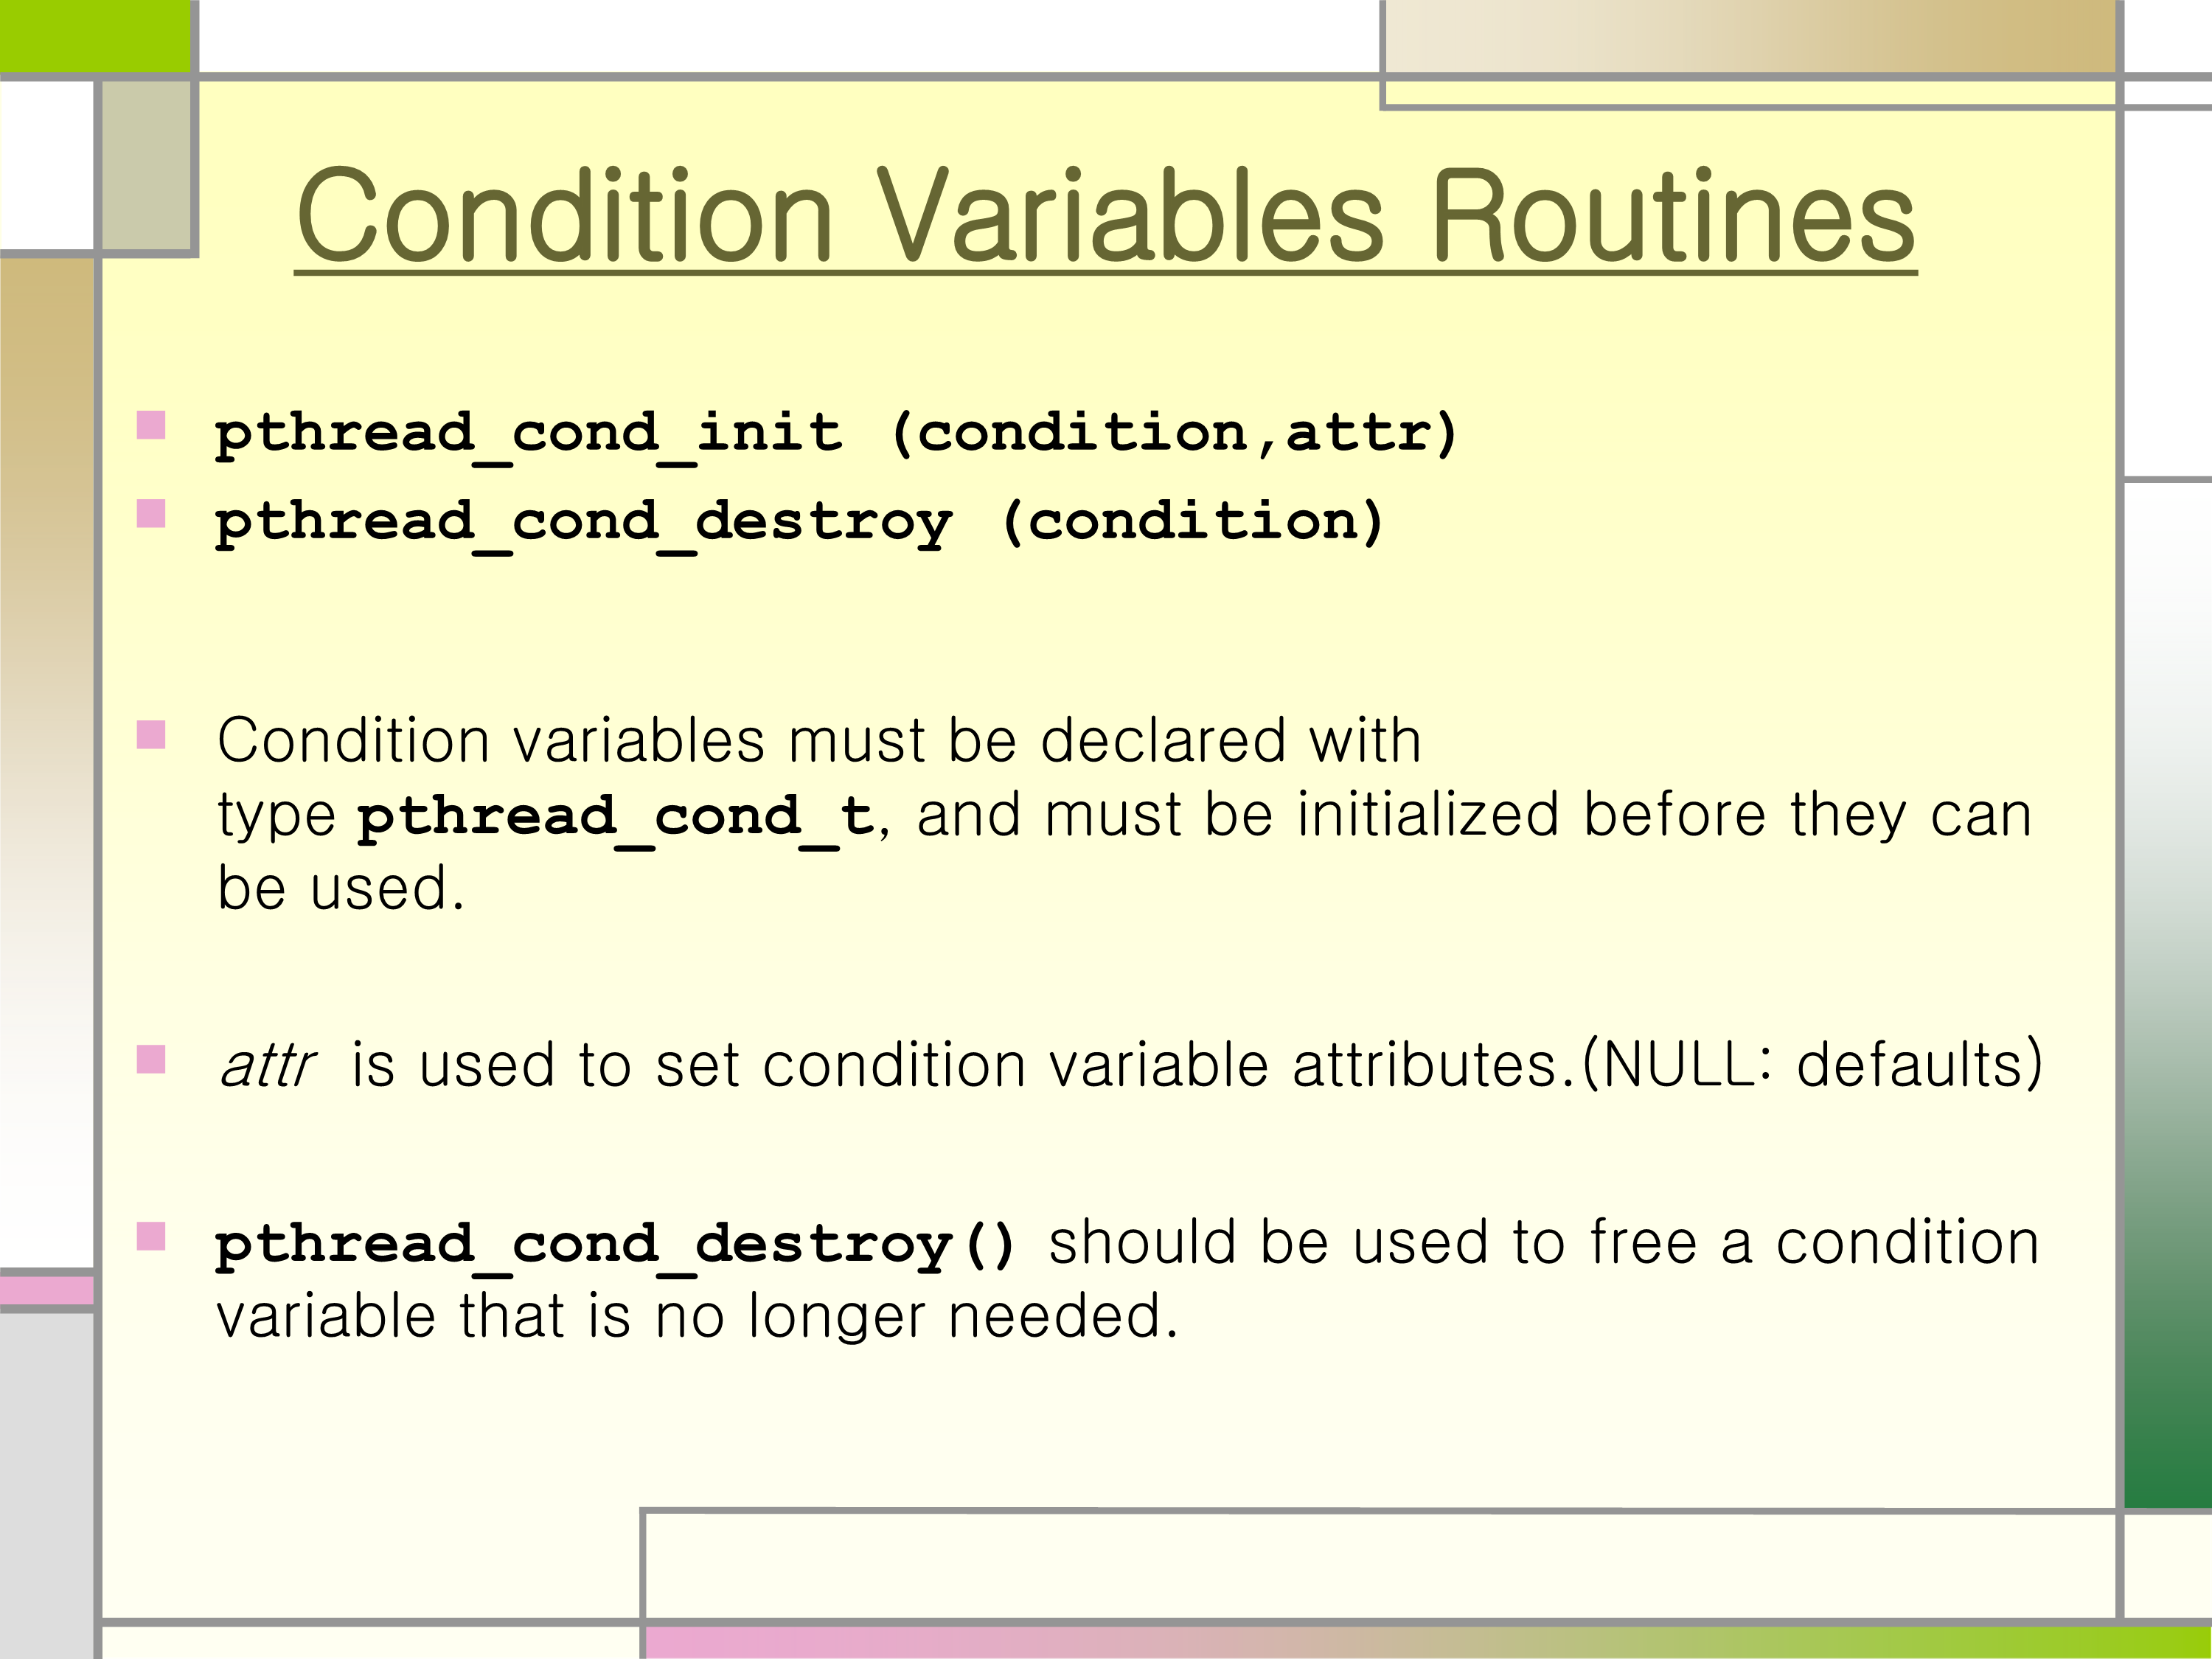 Condition Variables Routines
pthread_cond_init (condition,attr)
pthread_cond_destroy (condition)
Condition variables must be declared with
type pthread_cond_t, and must be initialized before they can
be used.
attr is used to set condition variable attributes.(NULL: defaults)
pthread_cond_destroy() should be used to free a condition
variable that is no longer needed.